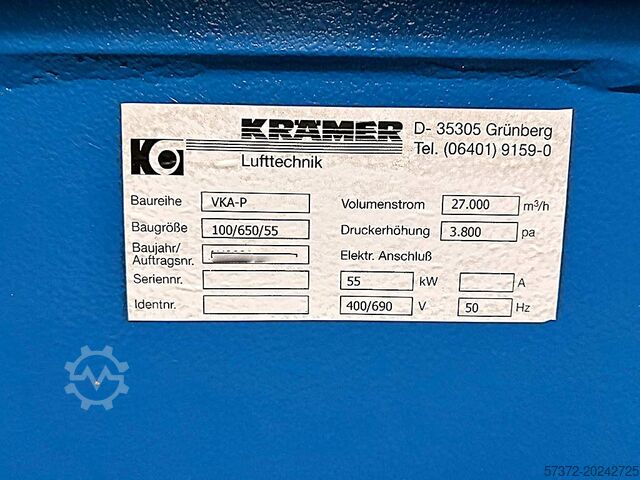 KRÄMER D- 35305 Grünberg
Lufttechnik Tel. (06401) 9159-0
Baureihe VKA-P Volumenstrom 27.000 m³/h
Baugröße 100/650/55 Druckerhöhung 3.800 pa
Baujahr/
Auftragsnr. Elektr. Anschluß
Seriennr. 55 kW A
Identnr. 400/690 V 50 Hz
57372-20242725